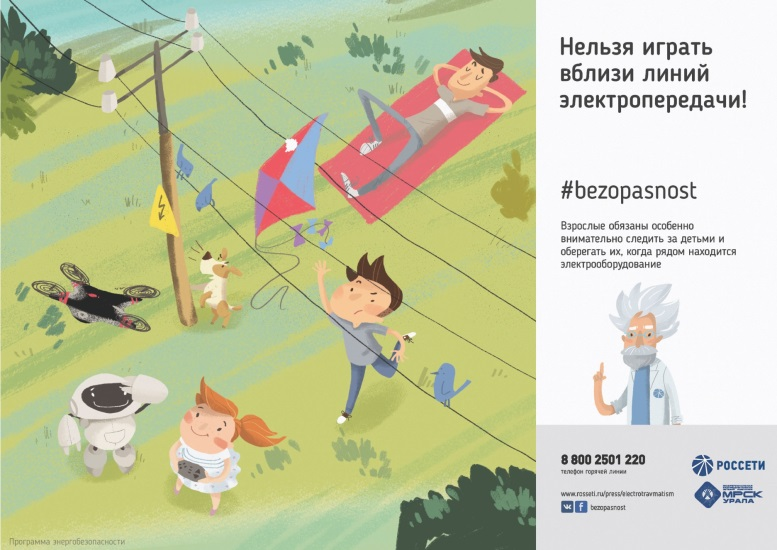 Нельзя играть
вблизи линий
электропередачи!
#bezopasnost
Взрослые обязаны особенно
внимательно следить за детьми и
оберегать их, когда рядом находится
электрооборудование
8 800 2501 220
телефон горячей линии
РОССЕТИ
www.rosseti.ru/press/electrotravmatism
МРСК
УРАЛА
bezopasnost
Программа энергобезопасности